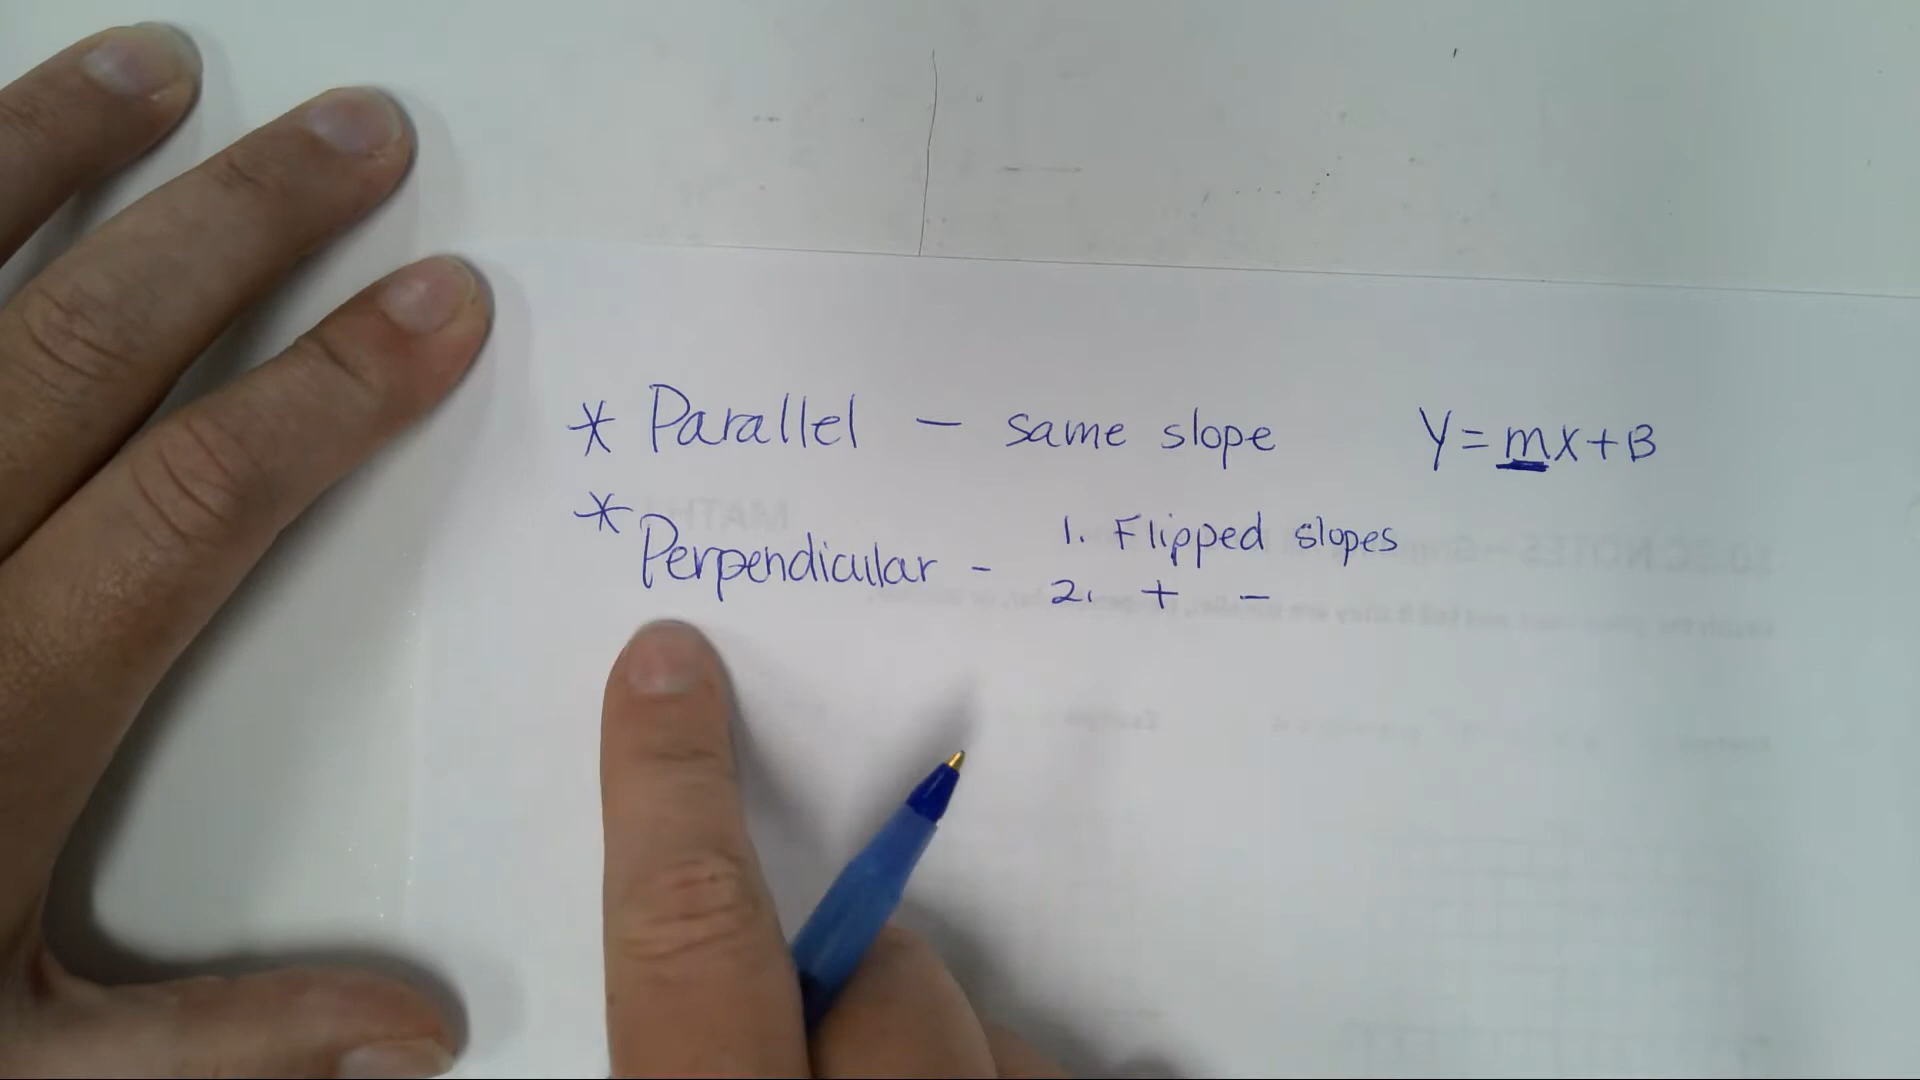 * Parallel - same slope Y=mx+B
* Perpendicular - 1. Flipped slopes
2. + -